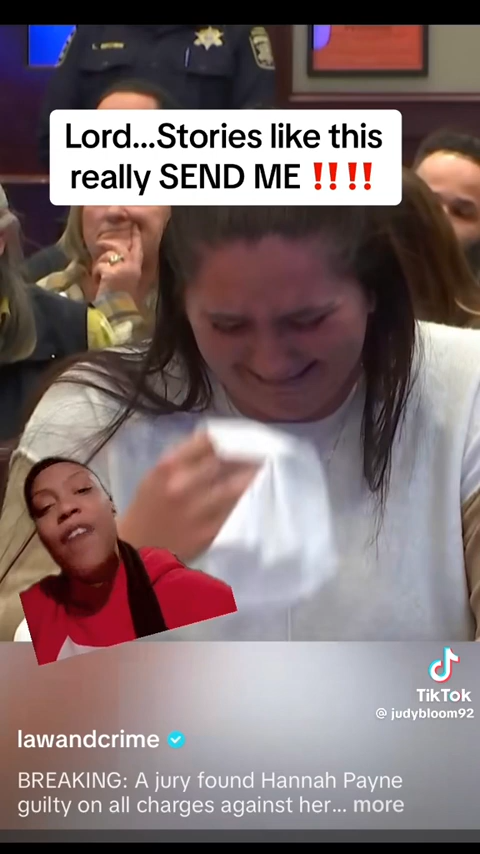 Lord...Stories like this
really SEND ME ‼️‼️
TikTok
@ judybloom92
lawandcrime
BREAKING: A jury found Hannah Payne
guilty on all charges against her... more